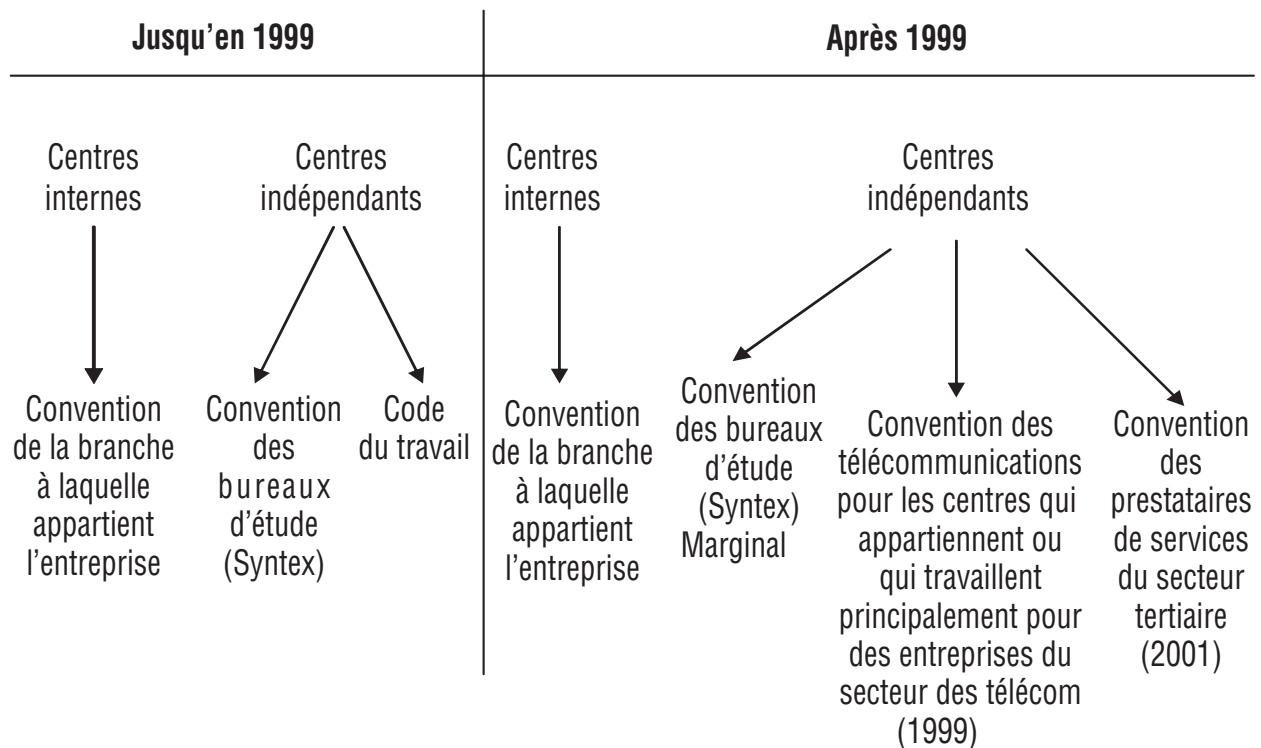 Jusqu'en 1999
Centres
internes
Centres
indépendants
Convention
de la branche
à laquelle
appartient
l'entreprise
Convention
des
bureaux
d'étude
(Syntex)
Code
du travail
Après 1999
Centres
internes
Centres
indépendants
Convention
de la branche
à laquelle
appartient
l'entreprise
Convention
des bureaux
d'étude
(Syntex)
Marginal
Convention des
télécommunications
pour les centres qui
appartiennent ou
qui travaillent
principalement pour
des entreprises du
secteur des télécom
(1999)
Convention
des
prestataires
de services
du secteur
tertiaire
(2001)